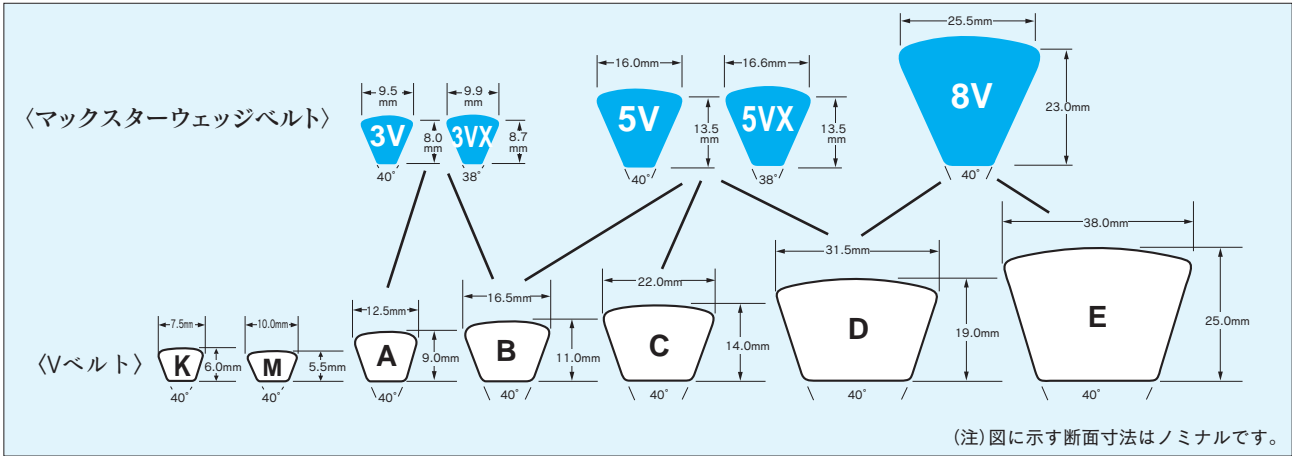 25.5mm
16.0mm
16.6mm
9.5
mm
9.9
mm
〈マックスターウェッジベルト〉
3V
8.0
mm
3VX
8.7
mm
5V
13.5
mm
5VX
13.5
mm
8V
23.0mm
40°
38°
40°
38°
40°
38.0mm
31.5mm
22.0mm
16.5mm
12.5mm
7.5mm
10.0mm
〈Vベルト〉
K
6.0mm
M
5.5mm
A
9.0mm
B
11.0mm
C
14.0mm
D
19.0mm
E
25.0mm
40°
40°
40°
40°
40°
40°
40°
(注)図に示す断面寸法はノミナルです。